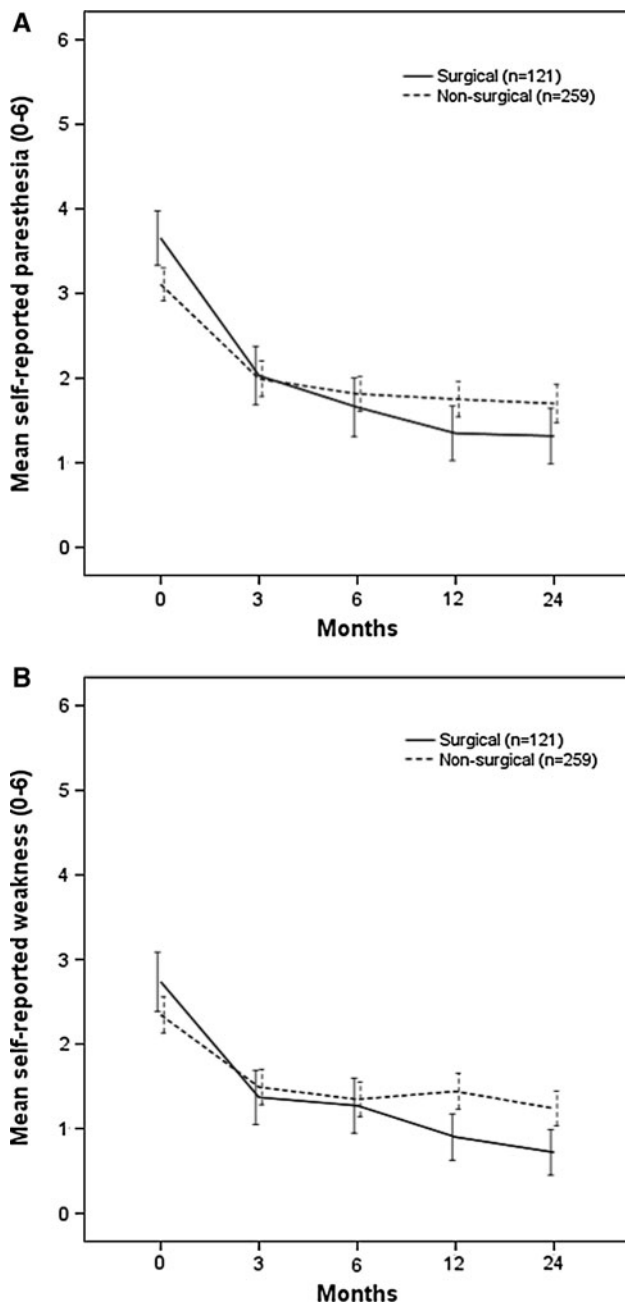 A
Mean self-reported paresthesia (0-6)
6
5
4
3
2
1
0
Surgical (n=121)
Non-surgical (n=259)
0 3 6 12 24
Months
B
Mean self-reported weakness (0-6)
6
5
4
3
2
1
0
Surgical (n=121)
Non-surgical (n=259)
0 3 6 12 24
Months